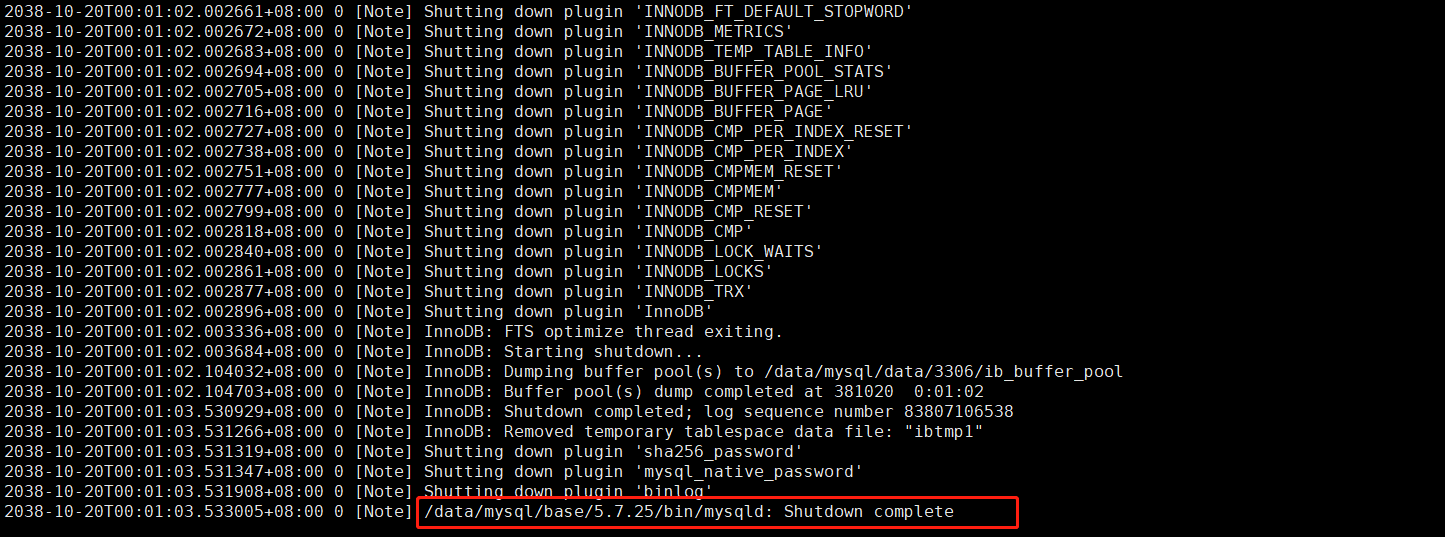 2038-10-20T00:01:02.002661+08:00 0 [Note] Shutting down plugin 'INNODB_FT_DEFAULT_STOPWORD'
2038-10-20T00:01:02.002672+08:00 0 [Note] Shutting down plugin 'INNODB_METRICS'
2038-10-20T00:01:02.002683+08:00 0 [Note] Shutting down plugin 'INNODB_TEMP_TABLE_INFO'
2038-10-20T00:01:02.002694+08:00 0 [Note] Shutting down plugin 'INNODB_BUFFER_POOL_STATS'
2038-10-20T00:01:02.002705+08:00 0 [Note] Shutting down plugin 'INNODB_BUFFER_PAGE_LRU'
2038-10-20T00:01:02.002716+08:00 0 [Note] Shutting down plugin 'INNODB_BUFFER_PAGE'
2038-10-20T00:01:02.002727+08:00 0 [Note] Shutting down plugin 'INNODB_CMP_PER_INDEX_RESET'
2038-10-20T00:01:02.002738+08:00 0 [Note] Shutting down plugin 'INNODB_CMP_PER_INDEX'
2038-10-20T00:01:02.002751+08:00 0 [Note] Shutting down plugin 'INNODB_CMPMEM_RESET'
2038-10-20T00:01:02.002777+08:00 0 [Note] Shutting down plugin 'INNODB_CMPMEM'
2038-10-20T00:01:02.002799+08:00 0 [Note] Shutting down plugin 'INNODB_CMP_RESET'
2038-10-20T00:01:02.002818+08:00 0 [Note] Shutting down plugin 'INNODB_CMP'
2038-10-20T00:01:02.002840+08:00 0 [Note] Shutting down plugin 'INNODB_LOCK_WAITS'
2038-10-20T00:01:02.002861+08:00 0 [Note] Shutting down plugin 'INNODB_LOCKS'
2038-10-20T00:01:02.002877+08:00 0 [Note] Shutting down plugin 'INNODB_TRX'
2038-10-20T00:01:02.002896+08:00 0 [Note] Shutting down plugin 'InnoDB'
2038-10-20T00:01:02.003336+08:00 0 [Note] InnoDB: FTS optimize thread exiting.
2038-10-20T00:01:02.003684+08:00 0 [Note] InnoDB: Starting shutdown...
2038-10-20T00:01:02.104032+08:00 0 [Note] InnoDB: Dumping buffer pool(s) to /data/mysql/data/3306/ib_buffer_pool
2038-10-20T00:01:02.104703+08:00 0 [Note] InnoDB: Buffer pool(s) dump completed at 381020  0:01:02
2038-10-20T00:01:03.530929+08:00 0 [Note] InnoDB: Shutdown completed; log sequence number 83807106538
2038-10-20T00:01:03.531266+08:00 0 [Note] InnoDB: Removed temporary tablespace data file: "ibtmp1"
2038-10-20T00:01:03.531319+08:00 0 [Note] Shutting down plugin 'sha256_password'
2038-10-20T00:01:03.531347+08:00 0 [Note] Shutting down plugin 'mysql_native_password'
2038-10-20T00:01:03.531908+08:00 0 [Note] Shutting down plugin 'binlog'
2038-10-20T00:01:03.533005+08:00 0 [Note] /data/mysql/base/5.7.25/bin/mysqld: Shutdown complete